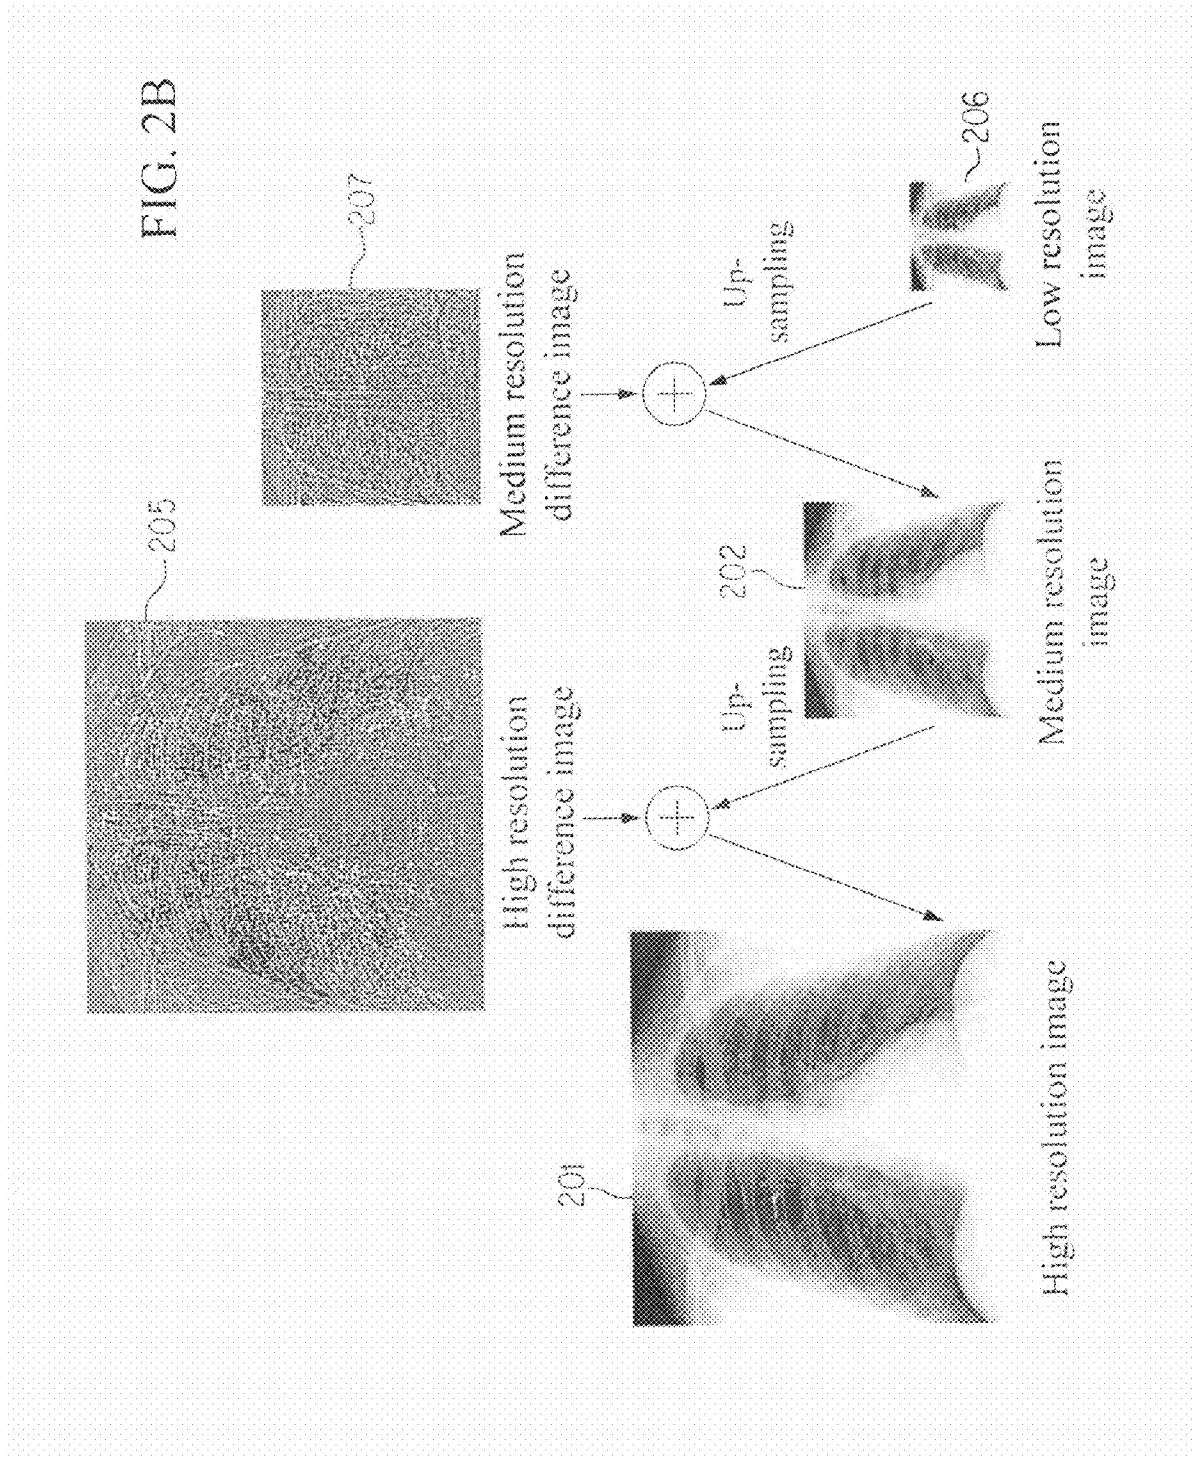 FIG. 2B
205
207
High resolution
difference image
Medium resolution
difference image
201
Up-
sampling
202
Up-
sampling
206
High resolution image
Medium resolution
image
Low resolution
image